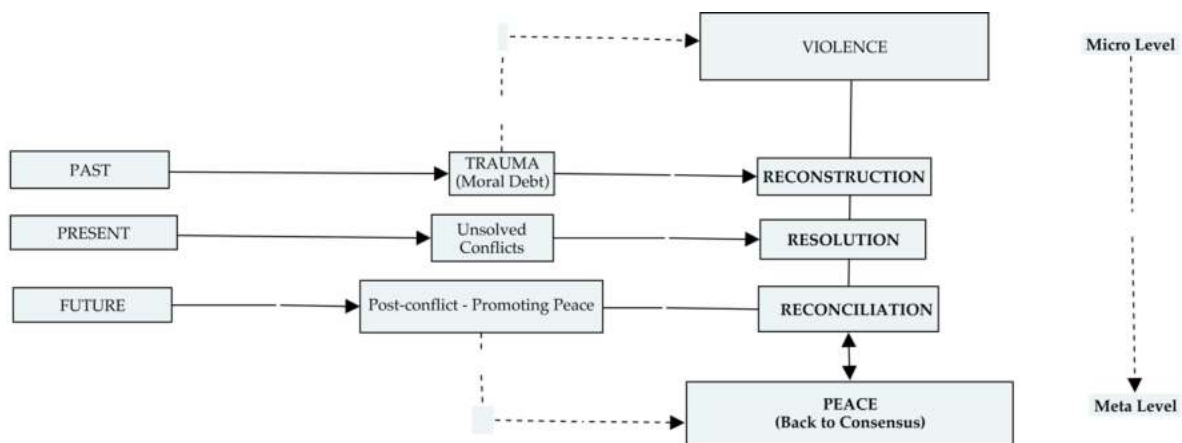 VIOLENCE
Micro Level
PAST
TRAUMA
(Moral Debt)
RECONSTRUCTION
PRESENT
Unsolved
Conflicts
RESOLUTION
FUTURE
Post-conflict - Promoting Peace
RECONCILIATION
PEACE
(Back to Consensus)
Meta Level